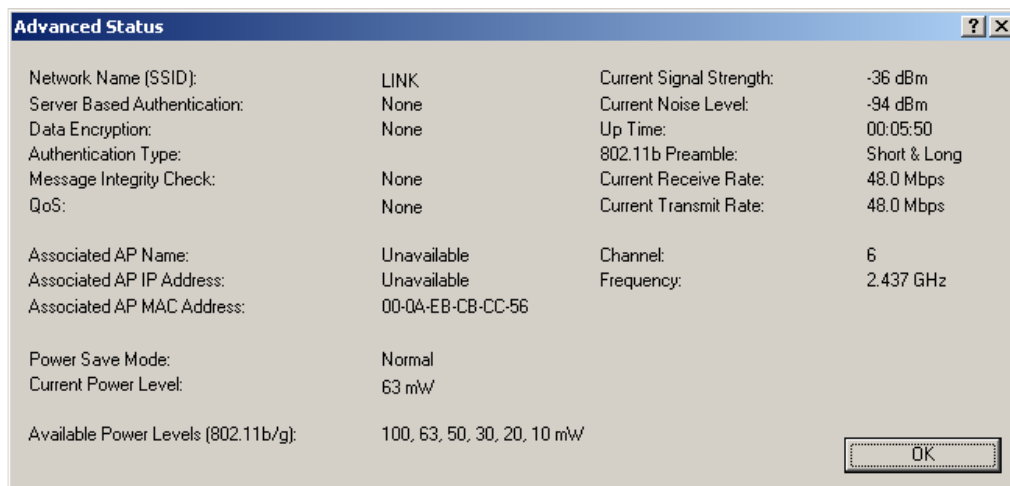 Advanced Status
Network Name (SSID): LINK Current Signal Strength: -36 dBm
Server Based Authentication: None Current Noise Level: -94 dBm
Data Encryption: None Up Time: 00:05:50
Authentication Type: 802.11b Preamble: Short & Long
Message Integrity Check: None Current Receive Rate: 48.0 Mbps
QoS: None Current Transmit Rate: 48.0 Mbps
Associated AP Name: Unavailable Channel: 6
Associated AP IP Address: Unavailable Frequency: 2.437 GHz
Associated AP MAC Address: 00-0A-EB-CB-CC-56
Power Save Mode: Normal
Current Power Level: 63 mW
Available Power Levels (802.11b/g): 100, 63, 50, 30, 20, 10 mW
OK